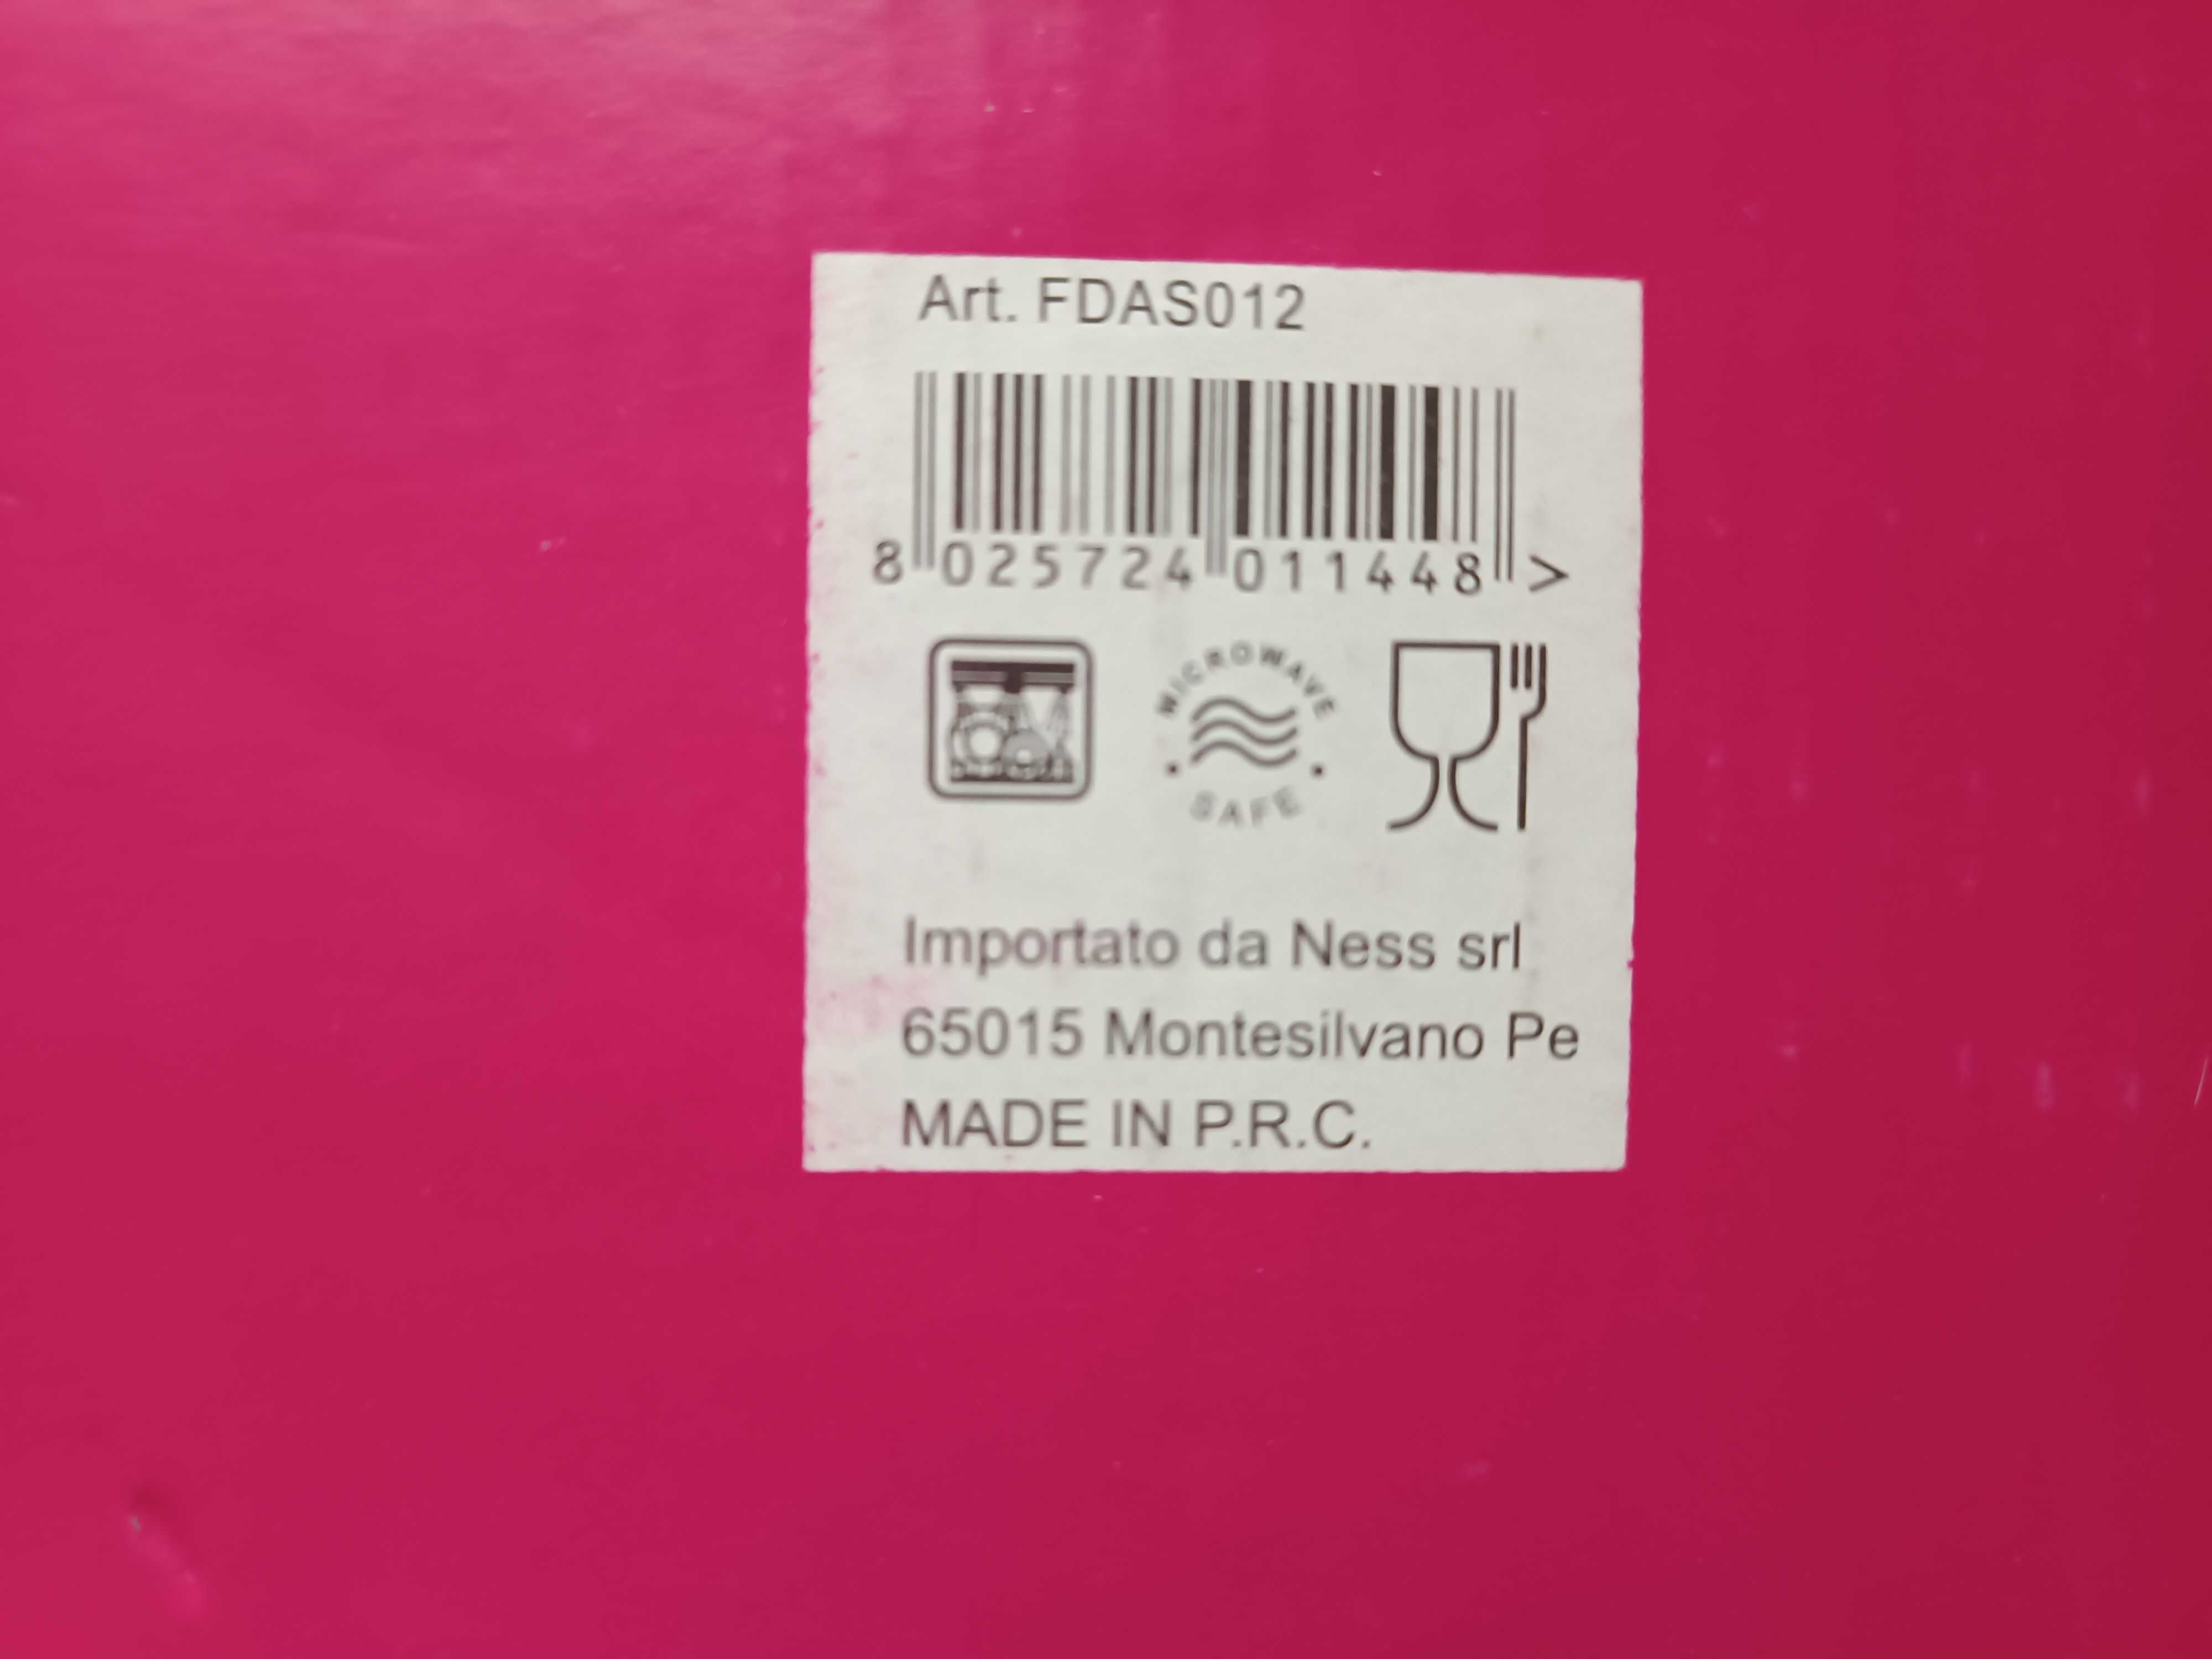 Art. FDAS012
8 025724 011448 >
MICROWAVE
SAFE
Importato da Ness srl
65015 Montesilvano Pe
MADE IN P.R.C.